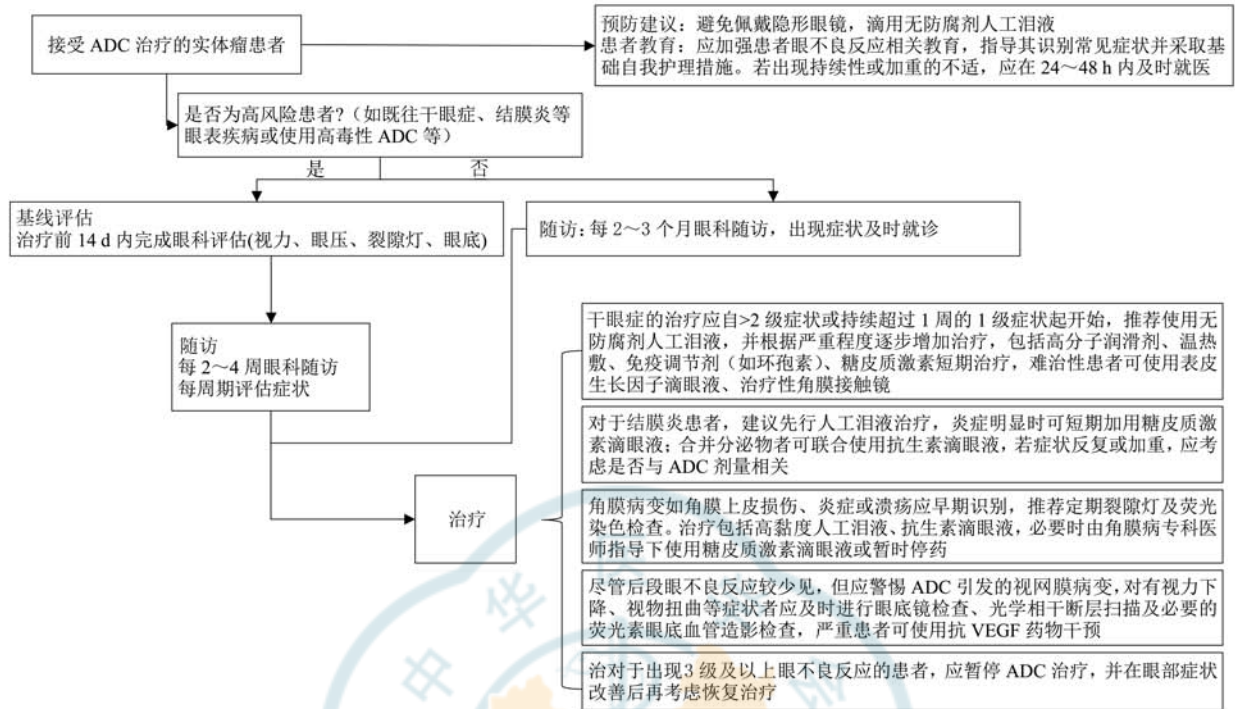 接受 ADC 治疗的实体瘤患者
预防建议：避免佩戴隐形眼镜，滴用无防腐剂人工泪液
患者教育：应加强患者眼不良反应相关教育，指导其识别常见症状并采取基
础自我护理措施。若出现持续性或加重的不适，应在 24～48 h 内及时就医
是否为高风险患者?（如既往干眼症、结膜炎等
眼表疾病或使用高毒性 ADC 等）
是
否
基线评估
治疗前 14 d 内完成眼科评估(视力、眼压、裂隙灯、眼底)
随访：每 2～3 个月眼科随访，出现症状及时就诊
随访
每 2～4 周眼科随访
每周期评估症状
治疗
干眼症的治疗应自>2 级症状或持续超过 1 周的 1 级症状起开始，推荐使用无
防腐剂人工泪液，并根据严重程度逐步增加治疗，包括高分子润滑剂、温热
敷、免疫调节剂（如环孢素）、糖皮质激素短期治疗，难治性患者可使用表皮
生长因子滴眼液、治疗性角膜接触镜
对于结膜炎患者，建议先行人工泪液治疗，炎症明显时可短期加用糖皮质激
素滴眼液；合并分泌物者可联合使用抗生素滴眼液，若症状反复或加重，应考
虑是否与 ADC 剂量相关
角膜病变如角膜上皮损伤、炎症或溃疡应早期识别，推荐定期裂隙灯及荧光
染色检查。治疗包括高黏度人工泪液、抗生素滴眼液，必要时由角膜病专科医
师指导下使用糖皮质激素滴眼液或暂时停药
尽管后段眼不良反应较少见，但应警惕 ADC 引发的视网膜病变，对有视力下
降、视物扭曲等症状者应及时进行眼底镜检查、光学相干断层扫描及必要的
荧光素眼底血管造影检查，严重患者可使用抗 VEGF 药物干预
治对于出现3 级及以上眼不良反应的患者，应暂停 ADC 治疗，并在眼部症状
改善后再考虑恢复治疗
中华医学会